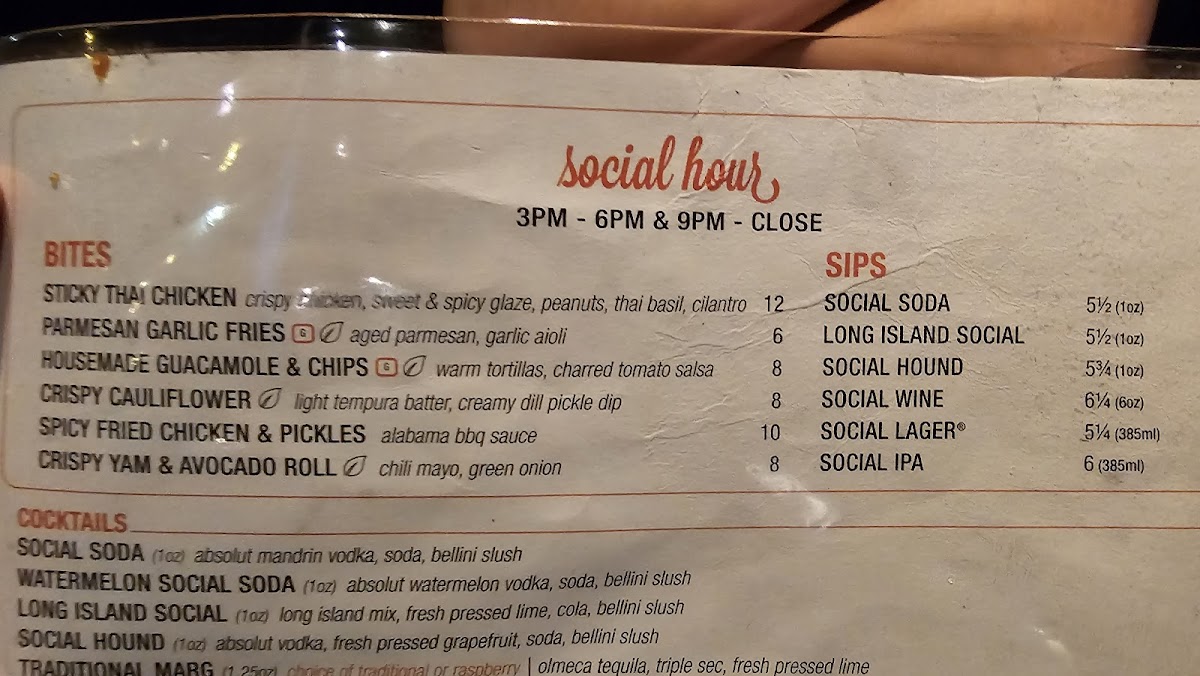 social hour
3PM - 6PM & 9PM - CLOSE
BITES
STICKY THAI CHICKEN crispy chicken, sweet & spicy glaze, peanuts, thai basil, cilantro 12
PARMESAN GARLIC FRIES G aged parmesan, garlic aioli 6
HOUSEMADE GUACAMOLE & CHIPS G warm tortillas, charred tomato salsa 8
CRISPY CAULIFLOWER light tempura batter, creamy dill pickle dip 8
SPICY FRIED CHICKEN & PICKLES alabama bbq sauce 10
CRISPY YAM & AVOCADO ROLL chili mayo, green onion 8
SIPS
SOCIAL SODA 5½ (1oz)
LONG ISLAND SOCIAL 5½ (1oz)
SOCIAL HOUND 5¾ (1oz)
SOCIAL WINE 6¼ (6oz)
SOCIAL LAGER® 5¼ (385ml)
SOCIAL IPA 6 (385ml)
COCKTAILS
SOCIAL SODA (1oz) absolut mandrin vodka, soda, bellini slush
WATERMELON SOCIAL SODA (1oz) absolut watermelon vodka, soda, bellini slush
LONG ISLAND SOCIAL (1oz) long island mix, fresh pressed lime, cola, bellini slush
SOCIAL HOUND (1oz) absolut vodka, fresh pressed grapefruit, soda, bellini slush
TRADITIONAL MARG (1.25oz) choice of traditional or raspberry | olmeca tequila, triple sec, fresh pressed lime